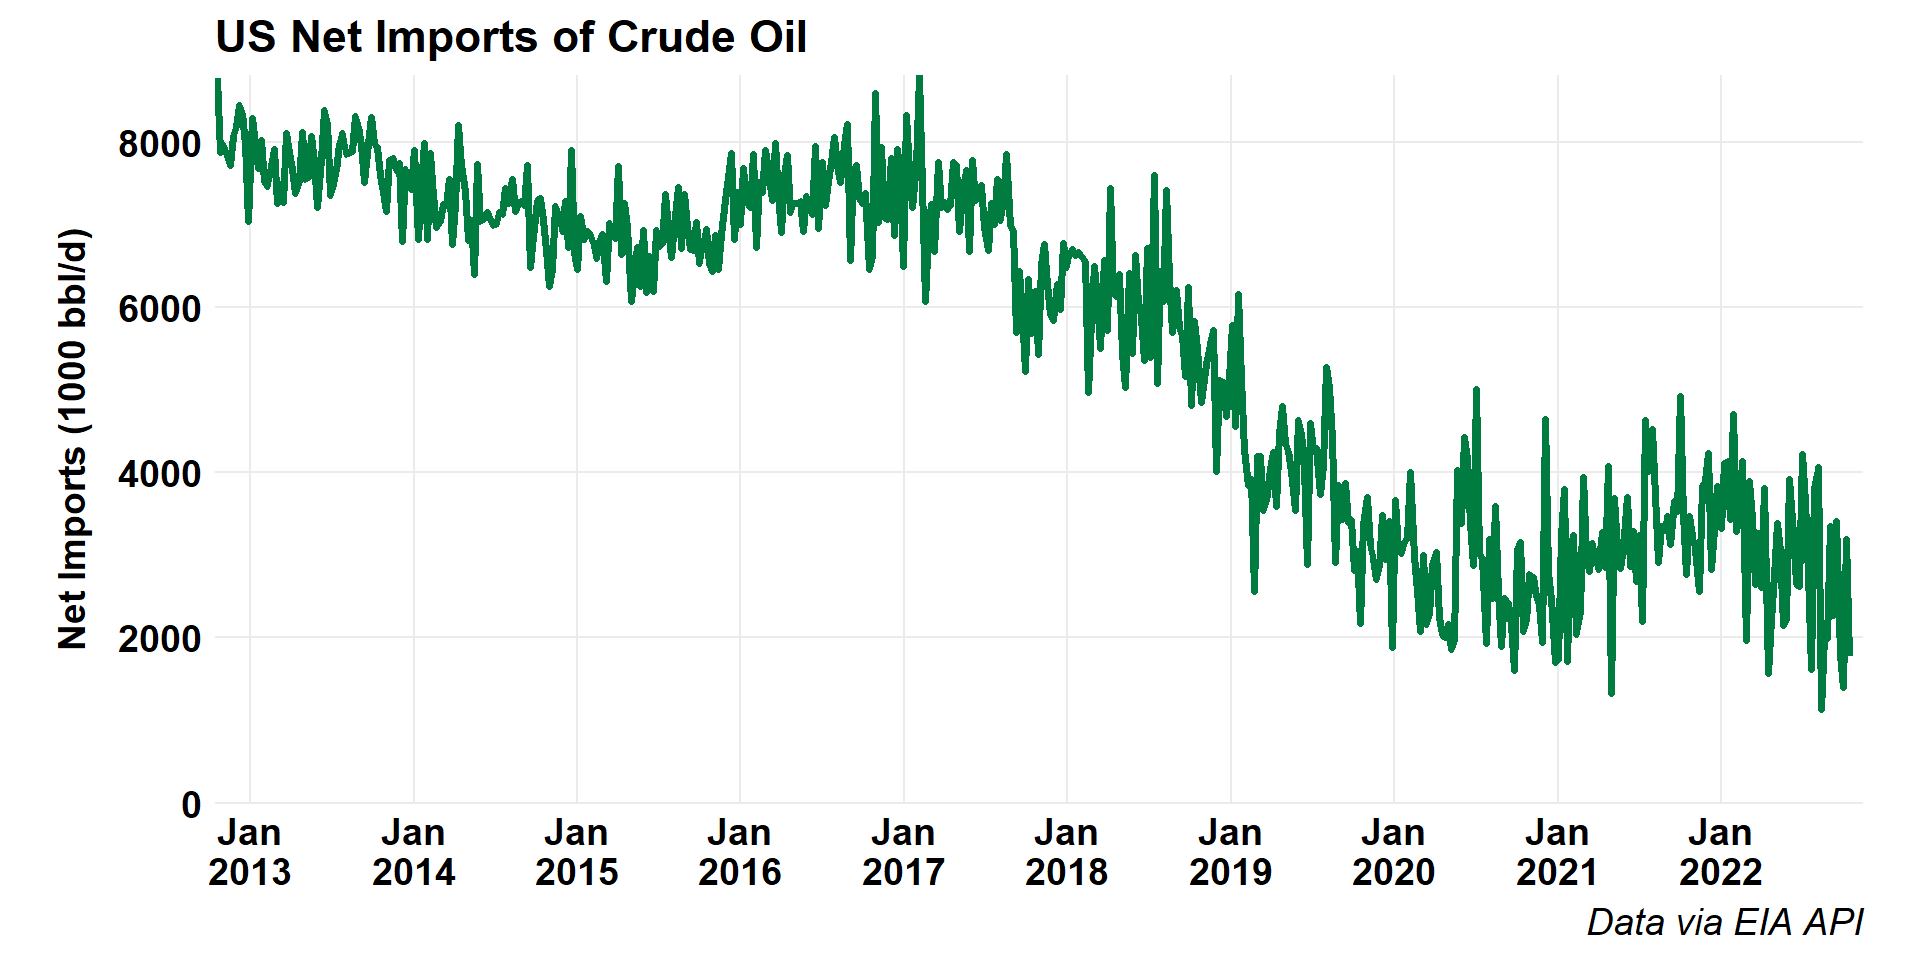 US Net Imports of Crude Oil
Net Imports (1000 bbl/d)
8000
6000
4000
2000
0
Jan Jan Jan Jan Jan Jan Jan Jan Jan Jan
2013 2014 2015 2016 2017 2018 2019 2020 2021 2022
Data via EIA API